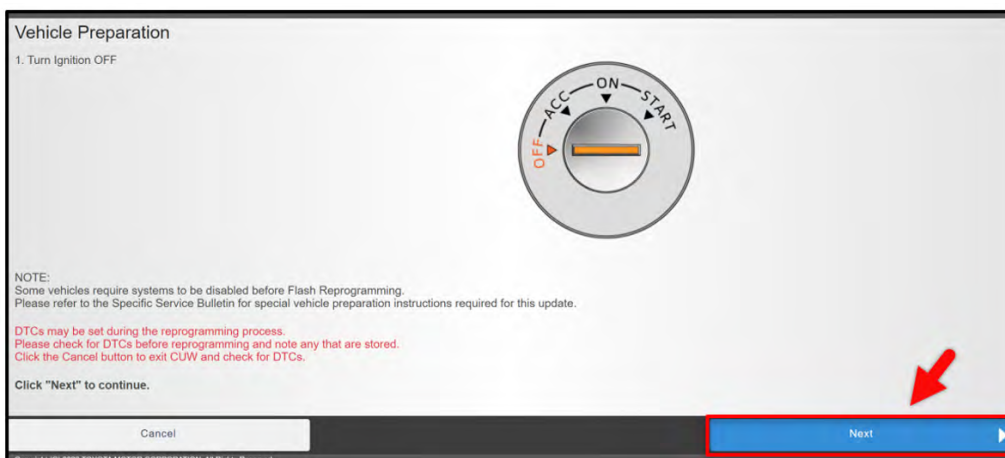 Vehicle Preparation
1. Turn Ignition OFF
OFF
ACC
ON
START
NOTE:
Some vehicles require systems to be disabled before Flash Reprogramming.
Please refer to the Specific Service Bulletin for special vehicle preparation instructions required for this update.
DTCs may be set during the reprogramming process.
Please check for DTCs before reprogramming and note any that are stored.
Click the Cancel button to exit CUW and check for DTCs.
Click "Next" to continue.
Cancel
Next